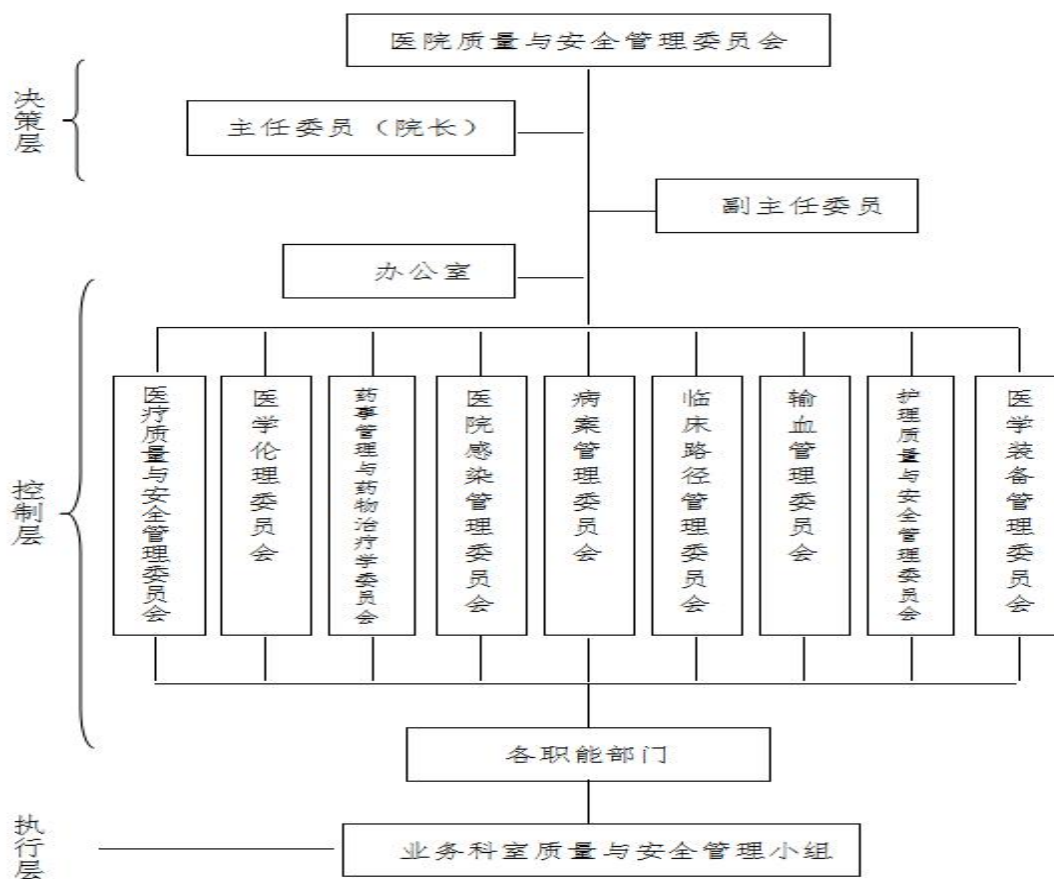 医院质量与安全管理委员会
决策层
主任委员（院长）
副主任委员
办公室
控制层
医疗质量与安全管理委员会
医学伦理委员会
药事管理与药物治疗学委员会
医院感染管理委员会
病案管理委员会
临床路径管理委员会
输血管理委员会
护理质量与安全管理委员会
医学装备管理委员会
各职能部门
执行层
业务科室质量与安全管理小组